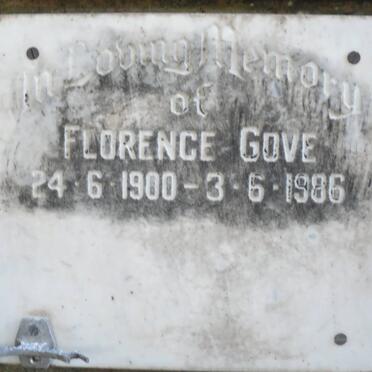 In Loving Memory
of
FLORENCE GOVE
24·6·1900-3·6·1986